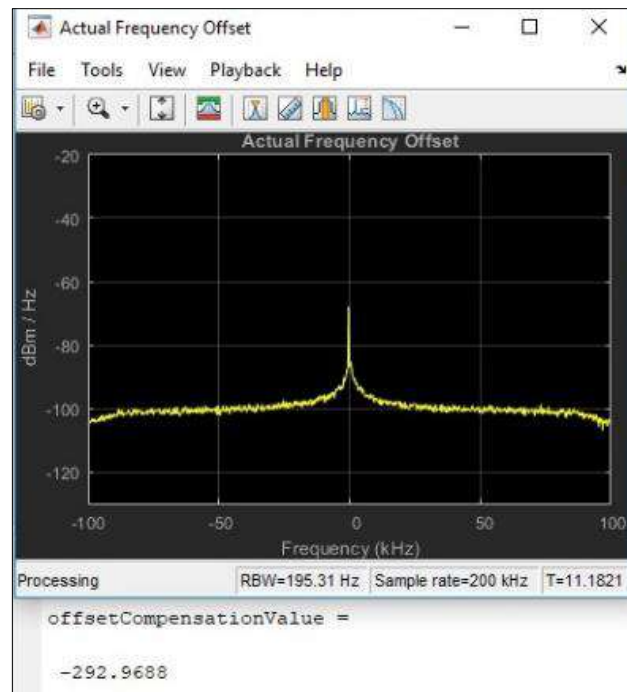 Actual Frequency Offset
File Tools View Playback Help
Actual Frequency Offset
-20
-40
-60
-80
-100
-120
dBm / Hz
-100 -50 0 50 100
Frequency (kHz)
Processing RBW=195.31 Hz Sample rate=200 kHz T=11.1821
offsetCompensationValue =
-292.9688